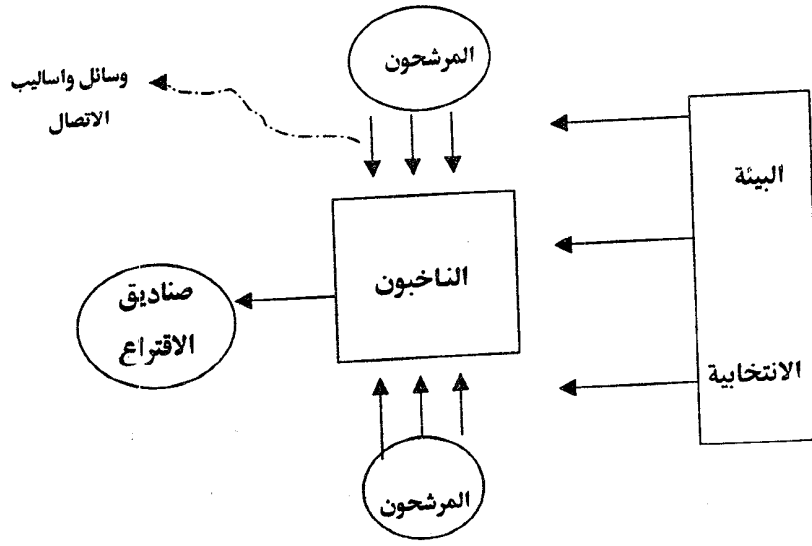 المرشحون
وسائل واساليب
الاتصال
البيئة
الانتخابية
الناخبون
صناديق
الاقتراع
المرشحون